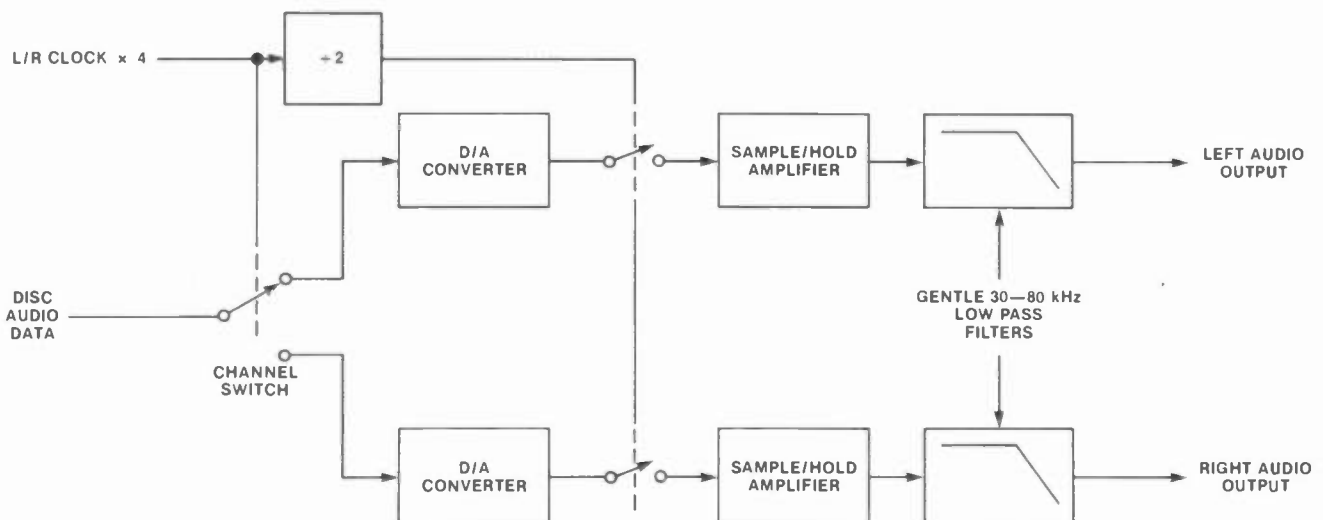 L/R CLOCK × 4
÷2
D/A
CONVERTER
SAMPLE/HOLD
AMPLIFIER
LEFT AUDIO
OUTPUT
DISC
AUDIO
DATA
CHANNEL
SWITCH
GENTLE 30—80 kHz
LOW PASS
FILTERS
D/A
CONVERTER
SAMPLE/HOLD
AMPLIFIER
RIGHT AUDIO
OUTPUT